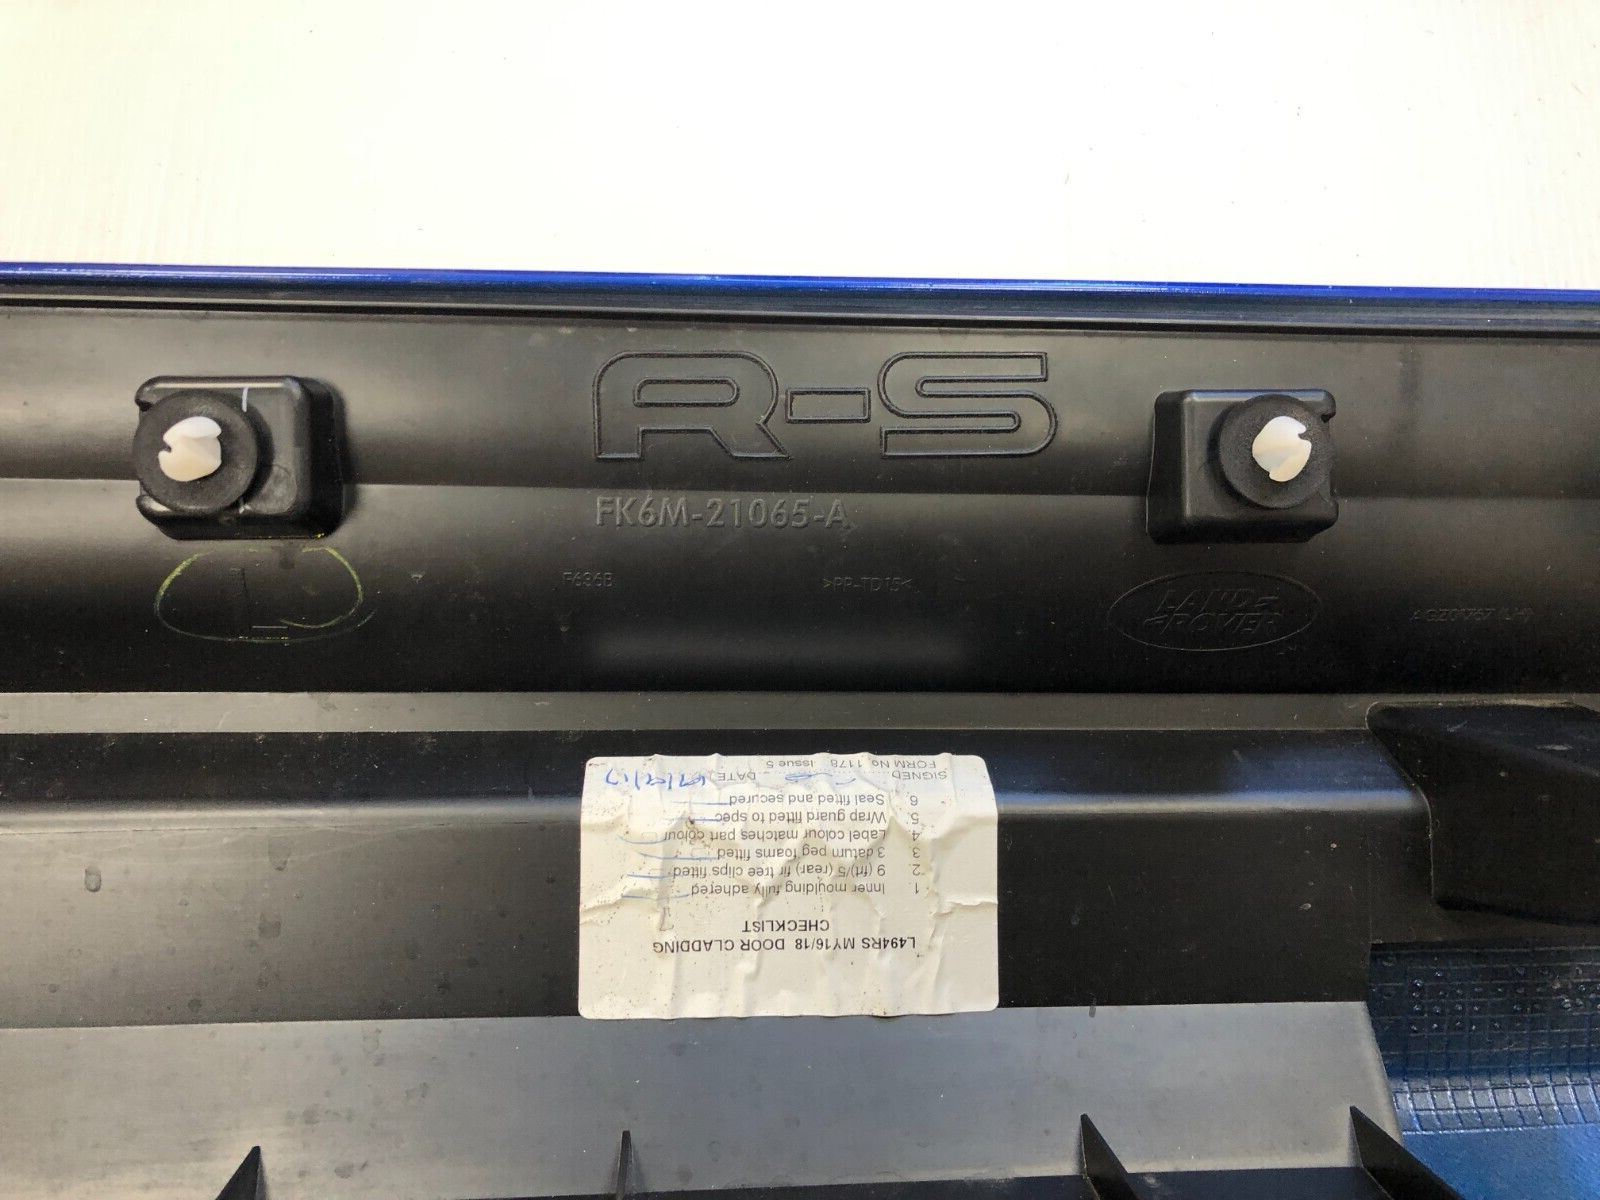 R-S
FK6M-21065-A
F636B
>PP-TD15<
LAND-
ROVER
L494RS MY16/18 DOOR CLADDING
CHECKLIST
1. Inner moulding fully adhered
2. 9 (frt)/5 (rear) fir tree clips fitted
3 3 datum peg foams fitted
4 Label colour matches part colour
5. Wrap guard fitted to spec
6. Seal fitted and secured
SIGNED DATE
FORM No 1178 Issue 5